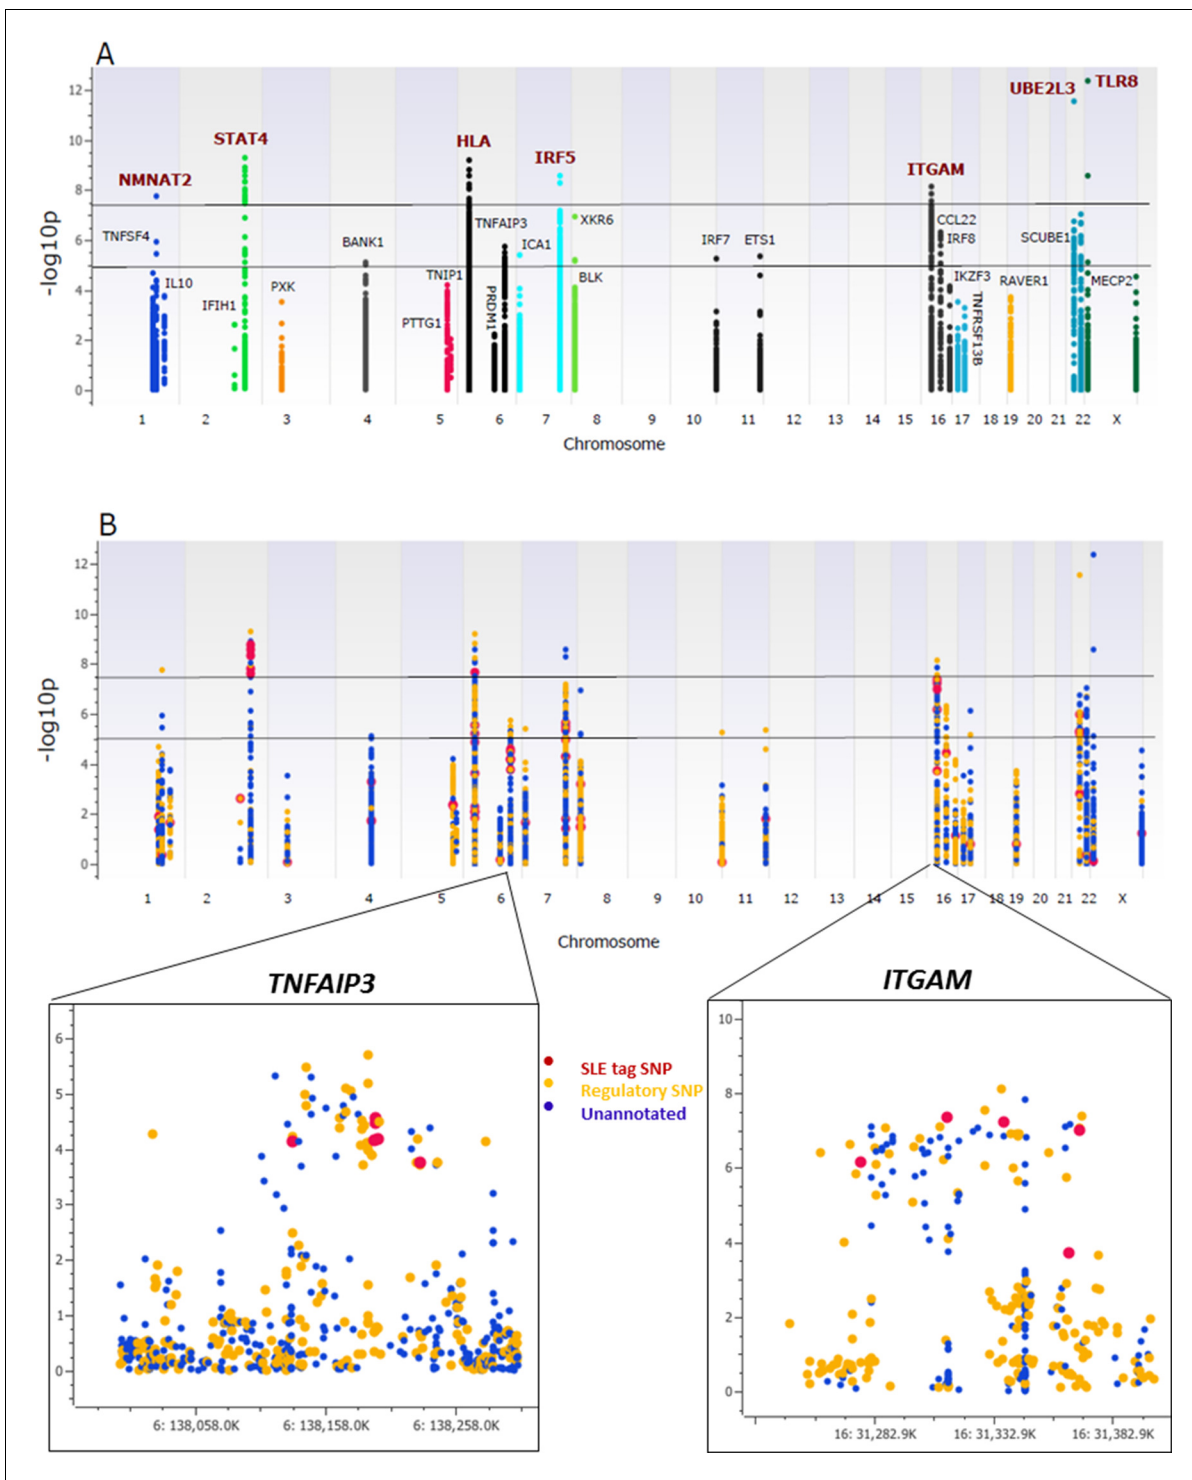 A
12
10
8
6
4
2
0
-log10p
NMNAT2
STAT4
HLA
IRF5
ITGAM
UBE2L3
TLR8
TNFSF4
IL10
IFIH1
PXK
BANK1
TNIP1
PTTG1
PRDM1
TNFAIP3
ICA1
XKR6
BLK
IRF7
ETS1
CCL22
IRF8
IKZF3
TNFRSF13B
RAVER1
SCUBE1
MECP2
1 2 3 4 5 6 7 8 9 10 11 12 13 14 15 16 17 18 19 20 21 22 X
Chromosome
B
12
10
8
6
4
2
0
-log10p
1 2 3 4 5 6 7 8 9 10 11 12 13 14 15 16 17 18 19 20 21 22 X
Chromosome
TNFAIP3
6
5
4
3
2
1
0
6: 138,058.0K 6: 138,158.0K 6: 138,258.0K
SLE tag SNP
Regulatory SNP
Unannotated
ITGAM
10
8
6
4
2
0
16: 31,282.9K 16: 31,332.9K 16: 31,382.9K